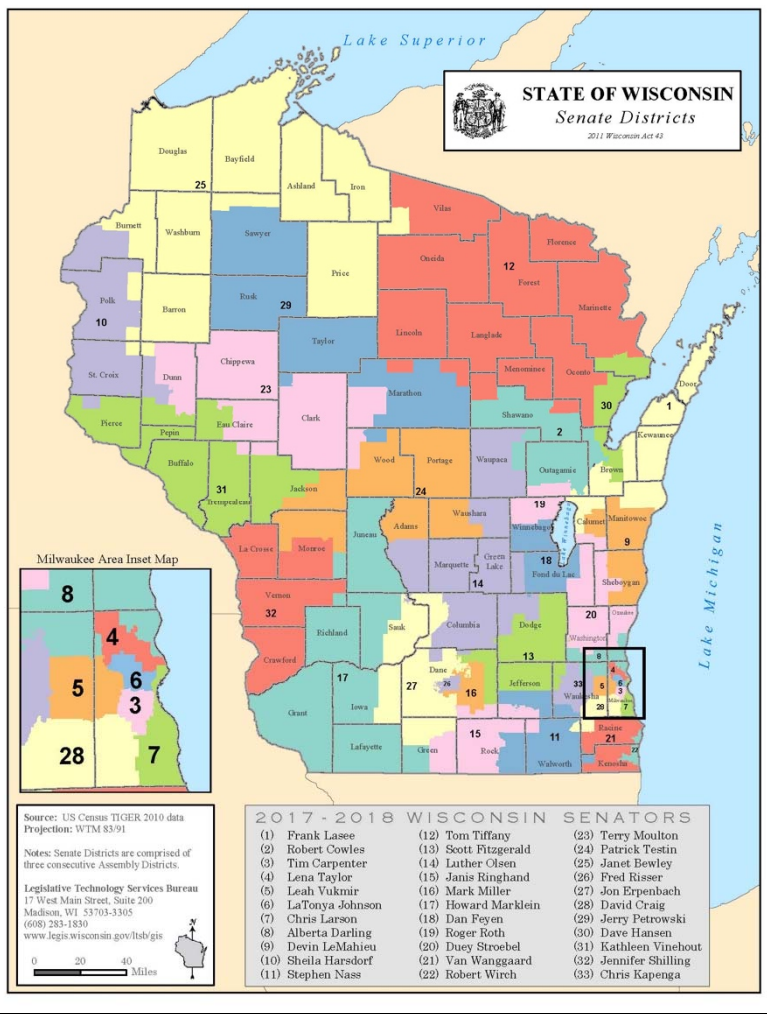 Lake Superior
STATE OF WISCONSIN
Senate Districts
2011 Wisconsin Act 43
Douglas
Bayfield
Ashland
Iron
25
Vilas
Burnett
Washburn
Sawyer
Florence
Oneida
12
Forest
Price
Polk
10
Rusk
29
Barron
Marinette
Lincoln
Langlade
Taylor
Chippewa
Menominee
Oconto
St. Croix
Dunn
23
Marathon
Door
1
30
Clark
Shawano
Pierce
Pepin
Eau Claire
2
Kewaunee
Buffalo
Wood
Portage
Waupaca
Outagamie
Brown
31
Trempealeau
Jackson
24
19
Adams
Waushara
Winnebago
Lake Winnebago
Calumet
Manitowoc
9
Juneau
La Crosse
Monroe
Marquette
Green
Lake
14
18
Fond du Lac
Sheboygan
Lake Michigan
Vernon
32
Richland
Sauk
Columbia
Dodge
13
20
Ozaukee
Washington
Crawford
17
Iowa
Grant
Lafayette
Dane
27
26
16
Jefferson
33
Waukesha
8
4
5
6
3
Milwaukee
28
7
Green
15
Rock
11
Walworth
Racine
21
22
Kenosha
Milwaukee Area Inset Map
8
4
6
5
3
28
7
Source: US Census TIGER 2010 data
Projection: WTM 83/91
Notes: Senate Districts are comprised of
three consecutive Assembly Districts.
Legislative Technology Services Bureau
17 West Main Street, Suite 200
Madison, WI 53703-3305
(608) 283-1830
www.legis.wisconsin.gov/ltsb/gis
N
0 20 40
Miles
2017-2018 WISCONSIN SENATORS
(1) Frank Lasee
(2) Robert Cowles
(3) Tim Carpenter
(4) Lena Taylor
(5) Leah Vukmir
(6) LaTonya Johnson
(7) Chris Larson
(8) Alberta Darling
(9) Devin LeMahieu
(10) Sheila Harsdorf
(11) Stephen Nass
(12) Tom Tiffany
(13) Scott Fitzgerald
(14) Luther Olsen
(15) Janis Ringhand
(16) Mark Miller
(17) Howard Marklein
(18) Dan Feyen
(19) Roger Roth
(20) Duey Stroebel
(21) Van Wanggaard
(22) Robert Wirch
(23) Terry Moulton
(24) Patrick Testin
(25) Janet Bewley
(26) Fred Risser
(27) Jon Erpenbach
(28) David Craig
(29) Jerry Petrowski
(30) Dave Hansen
(31) Kathleen Vinehout
(32) Jennifer Shilling
(33) Chris Kapenga